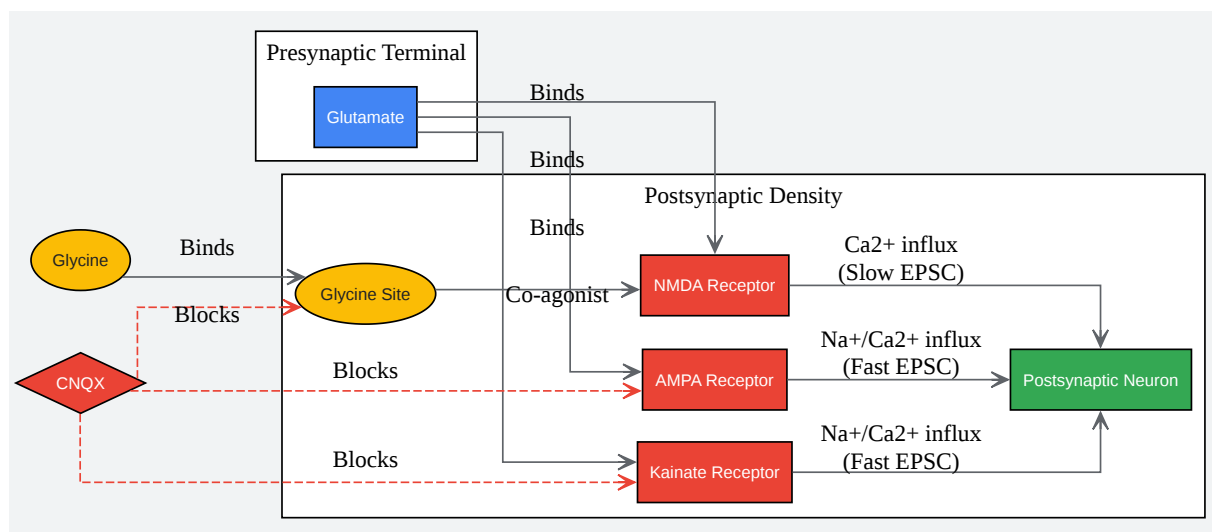 Presynaptic Terminal
Glutamate
Binds
Binds
Postsynaptic Density
Binds
Glycine
Binds
Glycine Site
Co-agonist
NMDA Receptor
Ca2+ influx
(Slow EPSC)
Blocks
CNQX
Blocks
AMPA Receptor
Na+/Ca2+ influx
(Fast EPSC)
Postsynaptic Neuron
Blocks
Kainate Receptor
Na+/Ca2+ influx
(Fast EPSC)